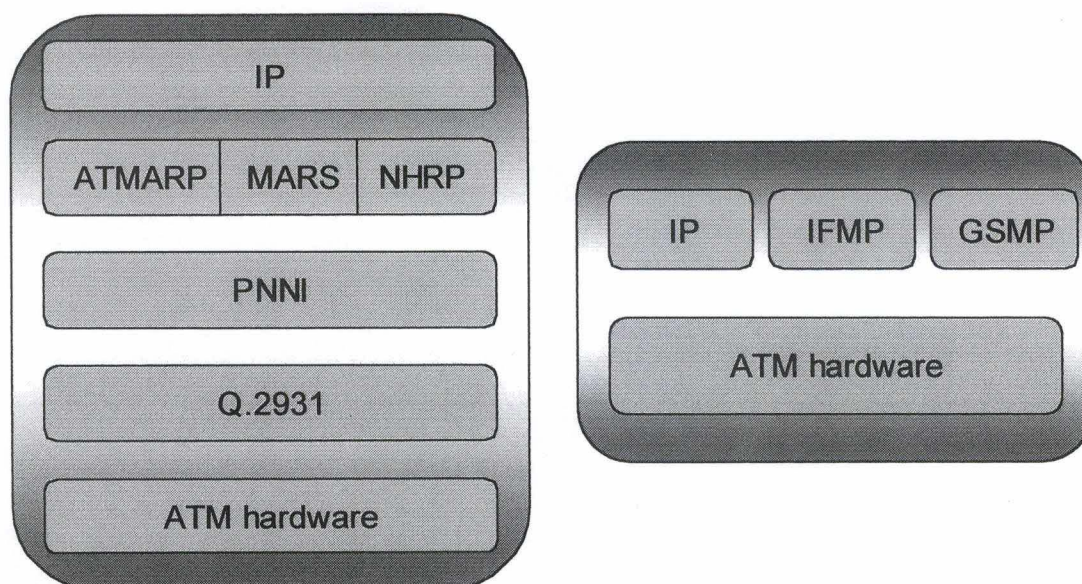 IP
ATMARP MARS NHRP
PNNI
Q.2931
ATM hardware
IP IFMP GSMP
ATM hardware